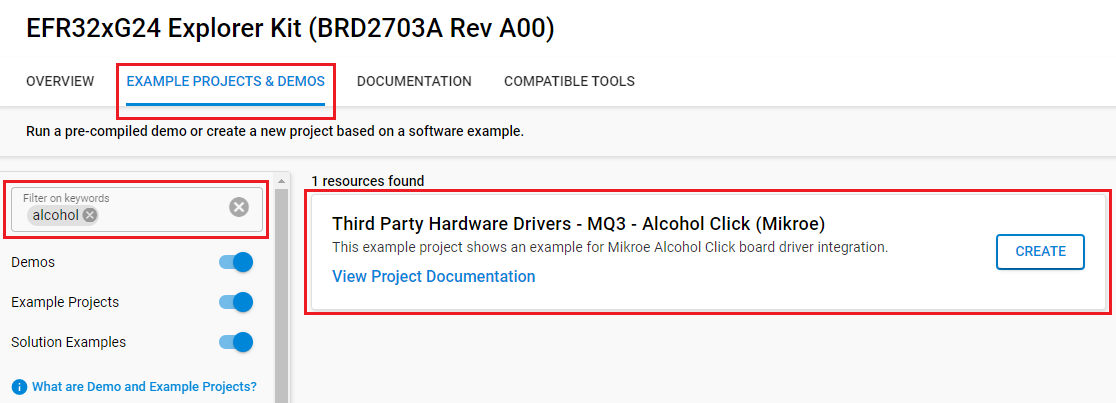 EFR32xG24 Explorer Kit (BRD2703A Rev A00)
OVERVIEW EXAMPLE PROJECTS & DEMOS DOCUMENTATION COMPATIBLE TOOLS
Run a pre-compiled demo or create a new project based on a software example.
Filter on keywords
alcohol
Demos
Example Projects
Solution Examples
What are Demo and Example Projects?
1 resources found
Third Party Hardware Drivers - MQ3 - Alcohol Click (Mikroe)
This example project shows an example for Mikroe Alcohol Click board driver integration.
View Project Documentation
CREATE